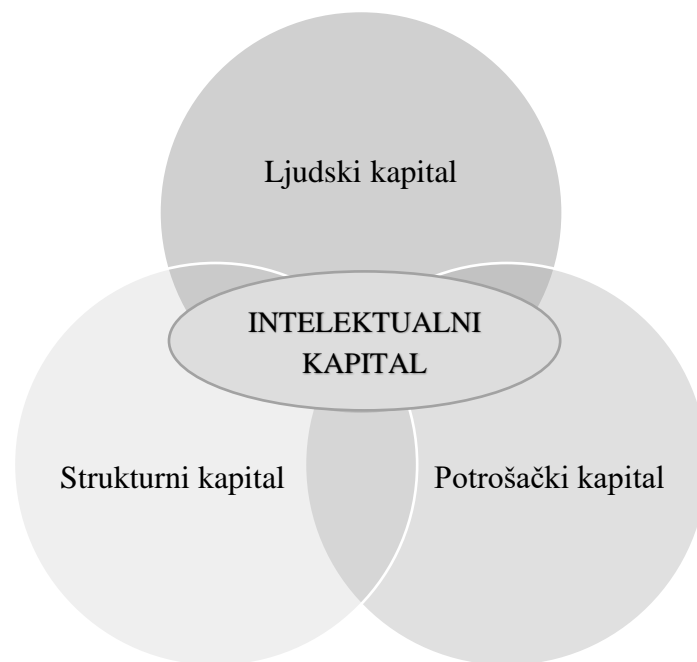 Ljudski kapital
INTELEKTUALNI
KAPITAL
Strukturni kapital
Potrošački kapital